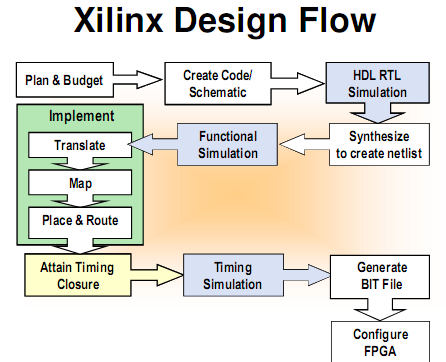 Xilinx Design Flow
Plan & Budget
Create Code/
Schematic
HDL RTL
Simulation
Implement
Translate
Functional
Simulation
Synthesize
to create netlist
Map
Place & Route
Attain Timing
Closure
Timing
Simulation
Generate
BIT File
Configure
FPGA